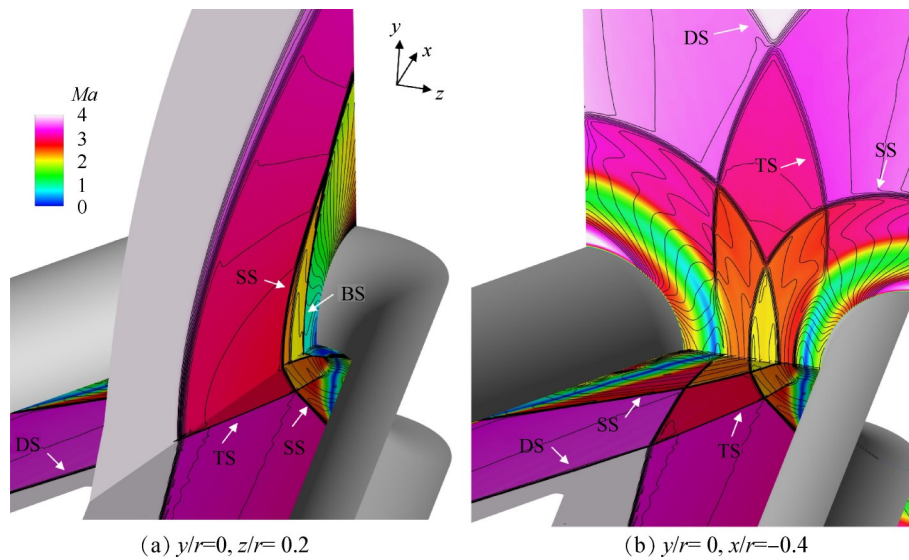 y
x
z
Ma
4
3
2
1
0
SS
BS
DS
TS
SS
(a) y/r=0, z/r= 0.2
DS
TS
SS
SS
DS
TS
(b) y/r= 0, x/r=−0.4